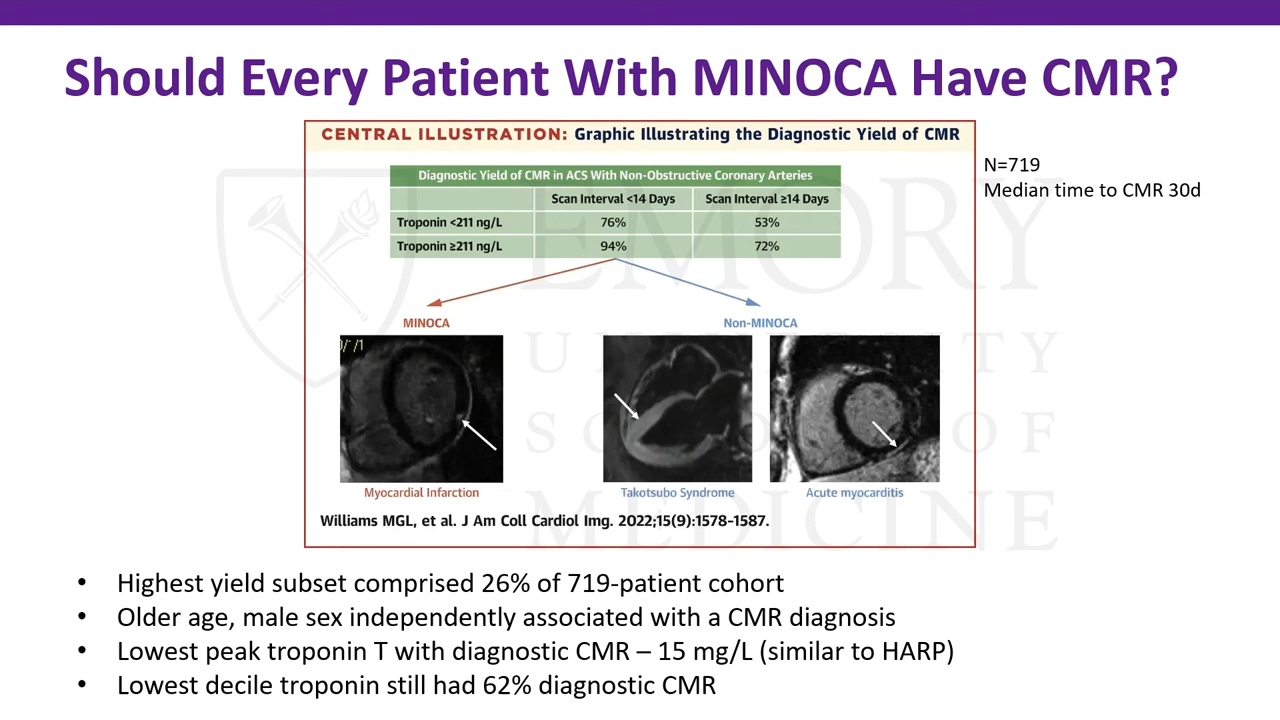 Should Every Patient With MINOCA Have CMR?
CENTRAL ILLUSTRATION: Graphic Illustrating the Diagnostic Yield of CMR
N=719
Median time to CMR 30d
Diagnostic Yield of CMR in ACS With Non-Obstructive Coronary Arteries
Scan Interval <14 Days Scan Interval ≥14 Days
Troponin <211 ng/L 76% 53%
Troponin ≥211 ng/L 94% 72%
MINOCA Non-MINOCA
Myocardial Infarction Takotsubo Syndrome Acute myocarditis
Williams MGL, et al. J Am Coll Cardiol Img. 2022;15(9):1578–1587.
EMORY
UNIVERSITY
SCHOOL OF
MEDICINE
• Highest yield subset comprised 26% of 719-patient cohort
• Older age, male sex independently associated with a CMR diagnosis
• Lowest peak troponin T with diagnostic CMR – 15 mg/L (similar to HARP)
• Lowest decile troponin still had 62% diagnostic CMR